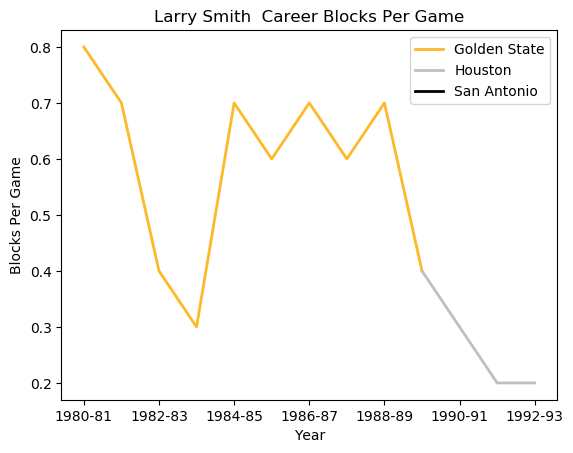 Larry Smith  Career Blocks Per Game
Golden State
Houston
San Antonio
Blocks Per Game
0.8
0.7
0.6
0.5
0.4
0.3
0.2
1980-81 1982-83 1984-85 1986-87 1988-89 1990-91 1992-93
Year